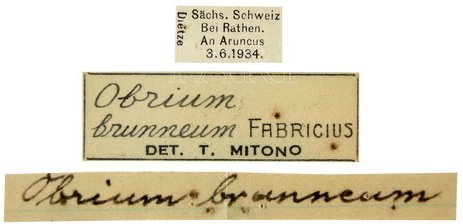 Dietze
Sächs. Schweiz
Bei Rathen.
An Aruncus
3.6.1934.
Obrium
brunneum FABRICIUS
DET. T. MITONO
Obrium brunneum